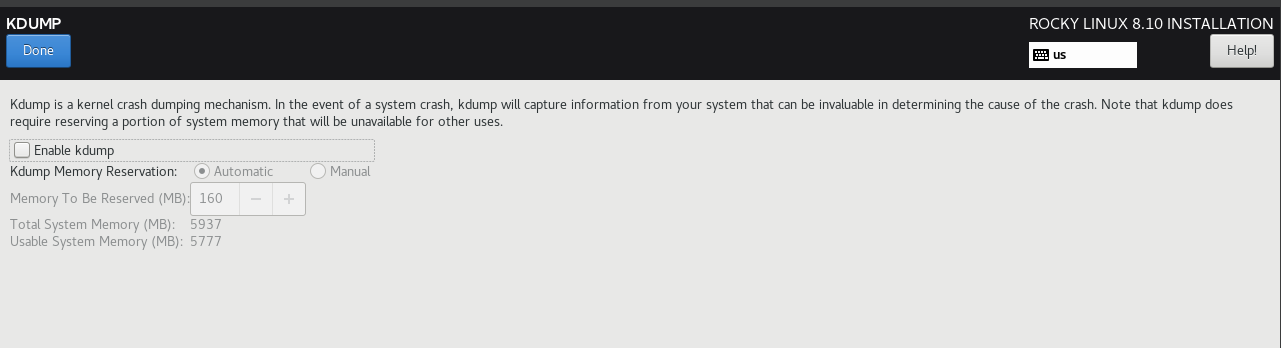 KDUMP
ROCKY LINUX 8.10 INSTALLATION
Done
us
Help!
Kdump is a kernel crash dumping mechanism. In the event of a system crash, kdump will capture information from your system that can be invaluable in determining the cause of the crash. Note that kdump does
require reserving a portion of system memory that will be unavailable for other uses.
Enable kdump
Kdump Memory Reservation: Automatic Manual
Memory To Be Reserved (MB): 160 − +
Total System Memory (MB): 5937
Usable System Memory (MB): 5777